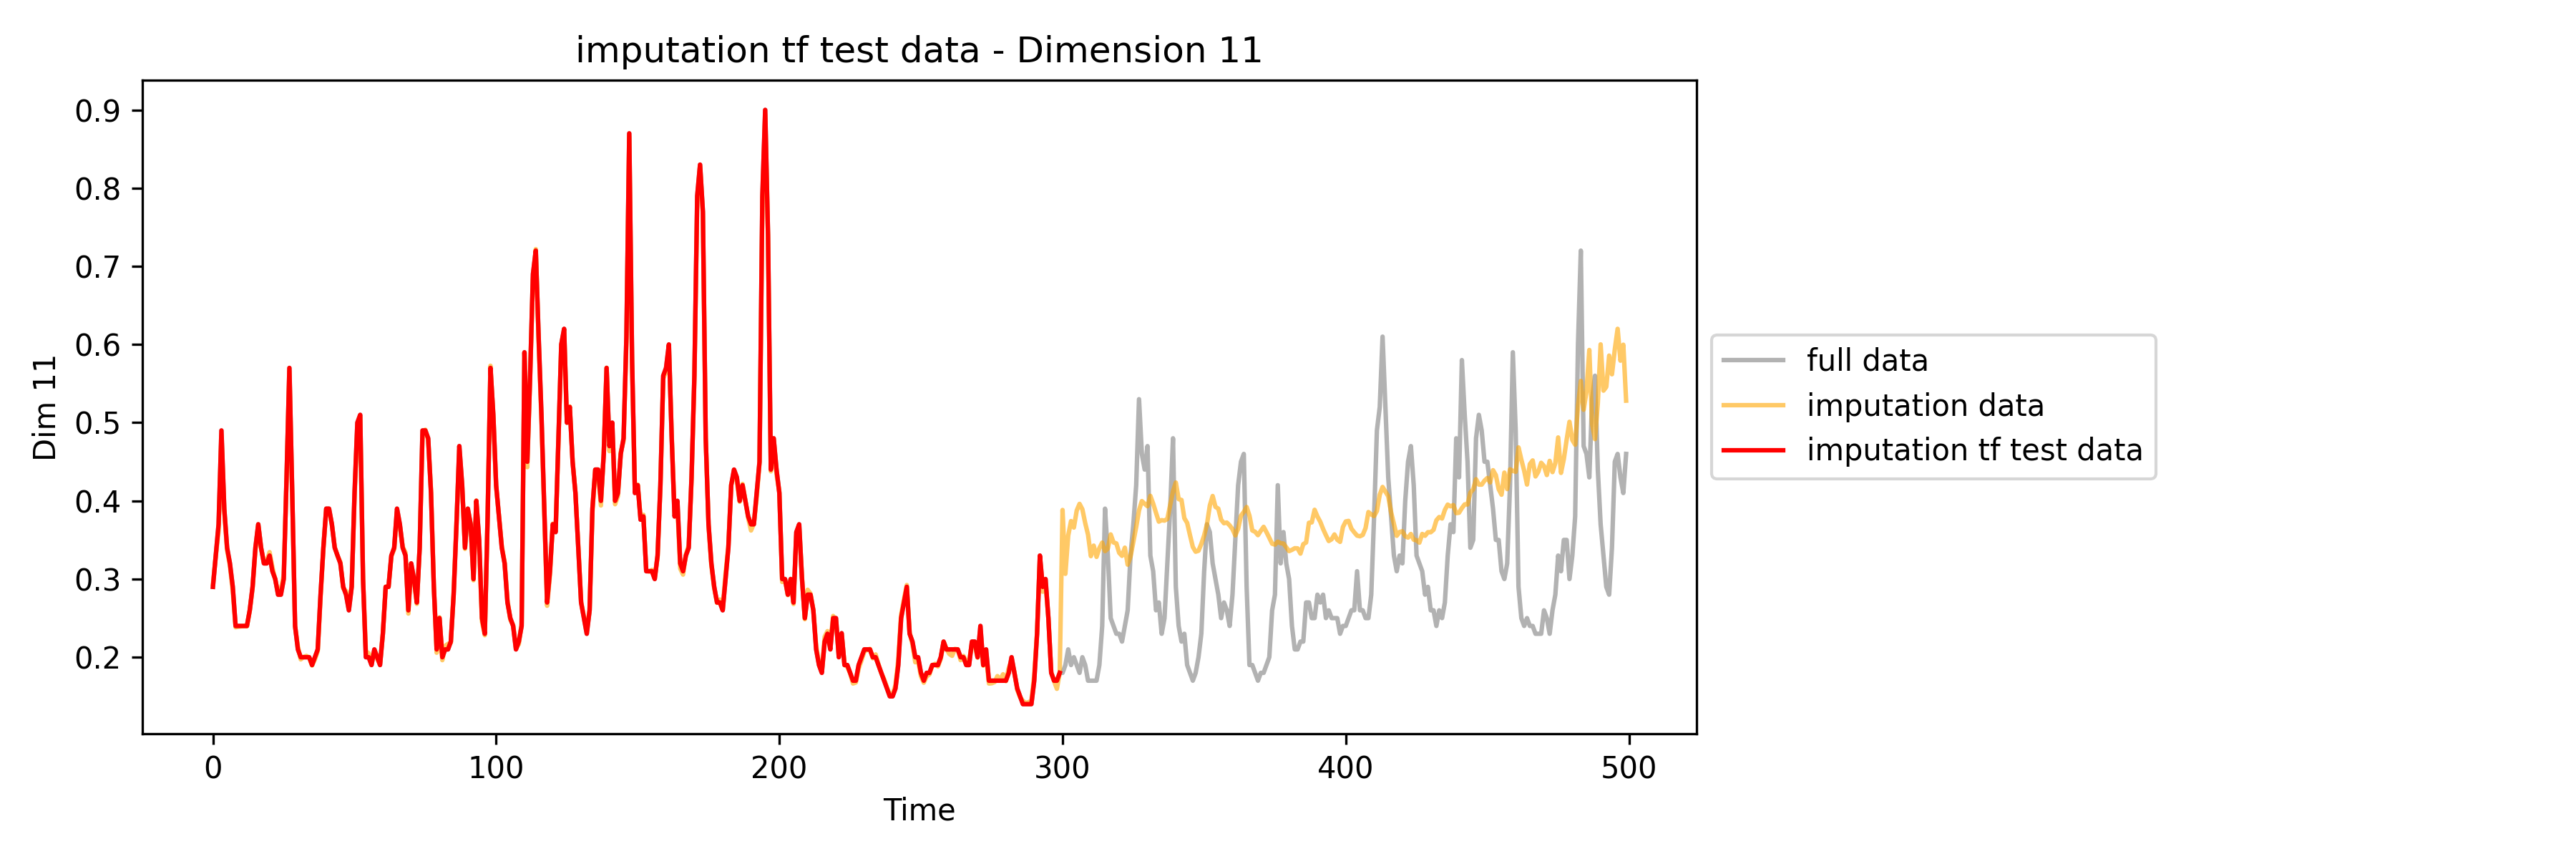 imputation tf test data - Dimension 11
0.9
0.8
0.7
0.6
0.5
0.4
0.3
0.2
Dim 11
0 100 200 300 400 500
Time
full data
imputation data
imputation tf test data